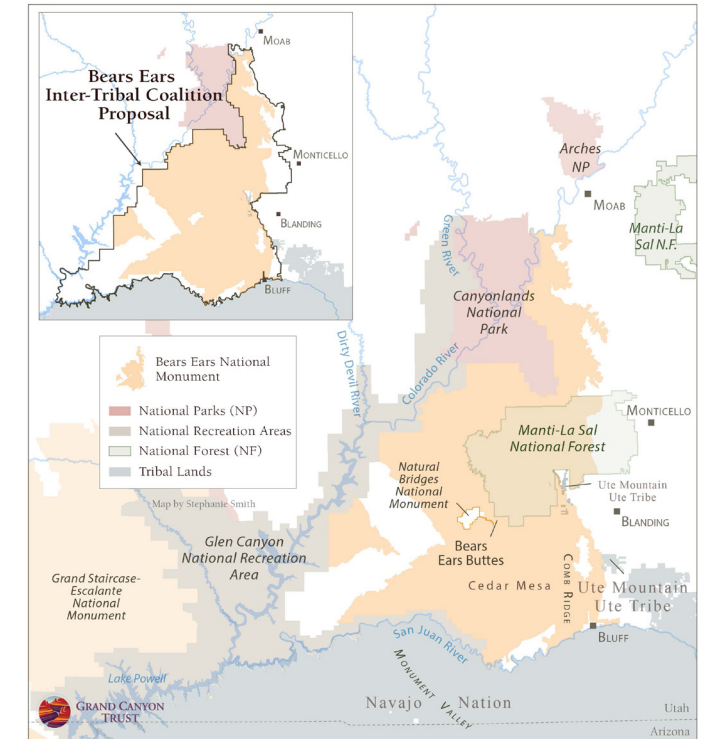 MOAB
Bears Ears
Inter-Tribal Coalition
Proposal
MONTICELLO
BLANDING
BLUFF
Arches
NP
MOAB
Manti-La
Sal N.F.
Green River
Canyonlands
National
Park
Dirty Devil River
Colorado River
Bears Ears National
Monument
National Parks (NP)
National Recreation Areas
National Forest (NF)
Tribal Lands
Map by Stephanie Smith
MONTICELLO
Manti-La Sal
National Forest
Natural
Bridges
National
Monument
Ute Mountain
Ute Tribe
BLANDING
Bears
Ears Buttes
Glen Canyon
National Recreation
Area
Grand Staircase-
Escalante
National
Monument
Cedar Mesa
COMB RIDGE
Ute Mountain
Ute Tribe
BLUFF
San Juan River
Lake Powell
MONUMENT VALLEY
Navajo Nation
GRAND CANYON
TRUST
Utah
Arizona